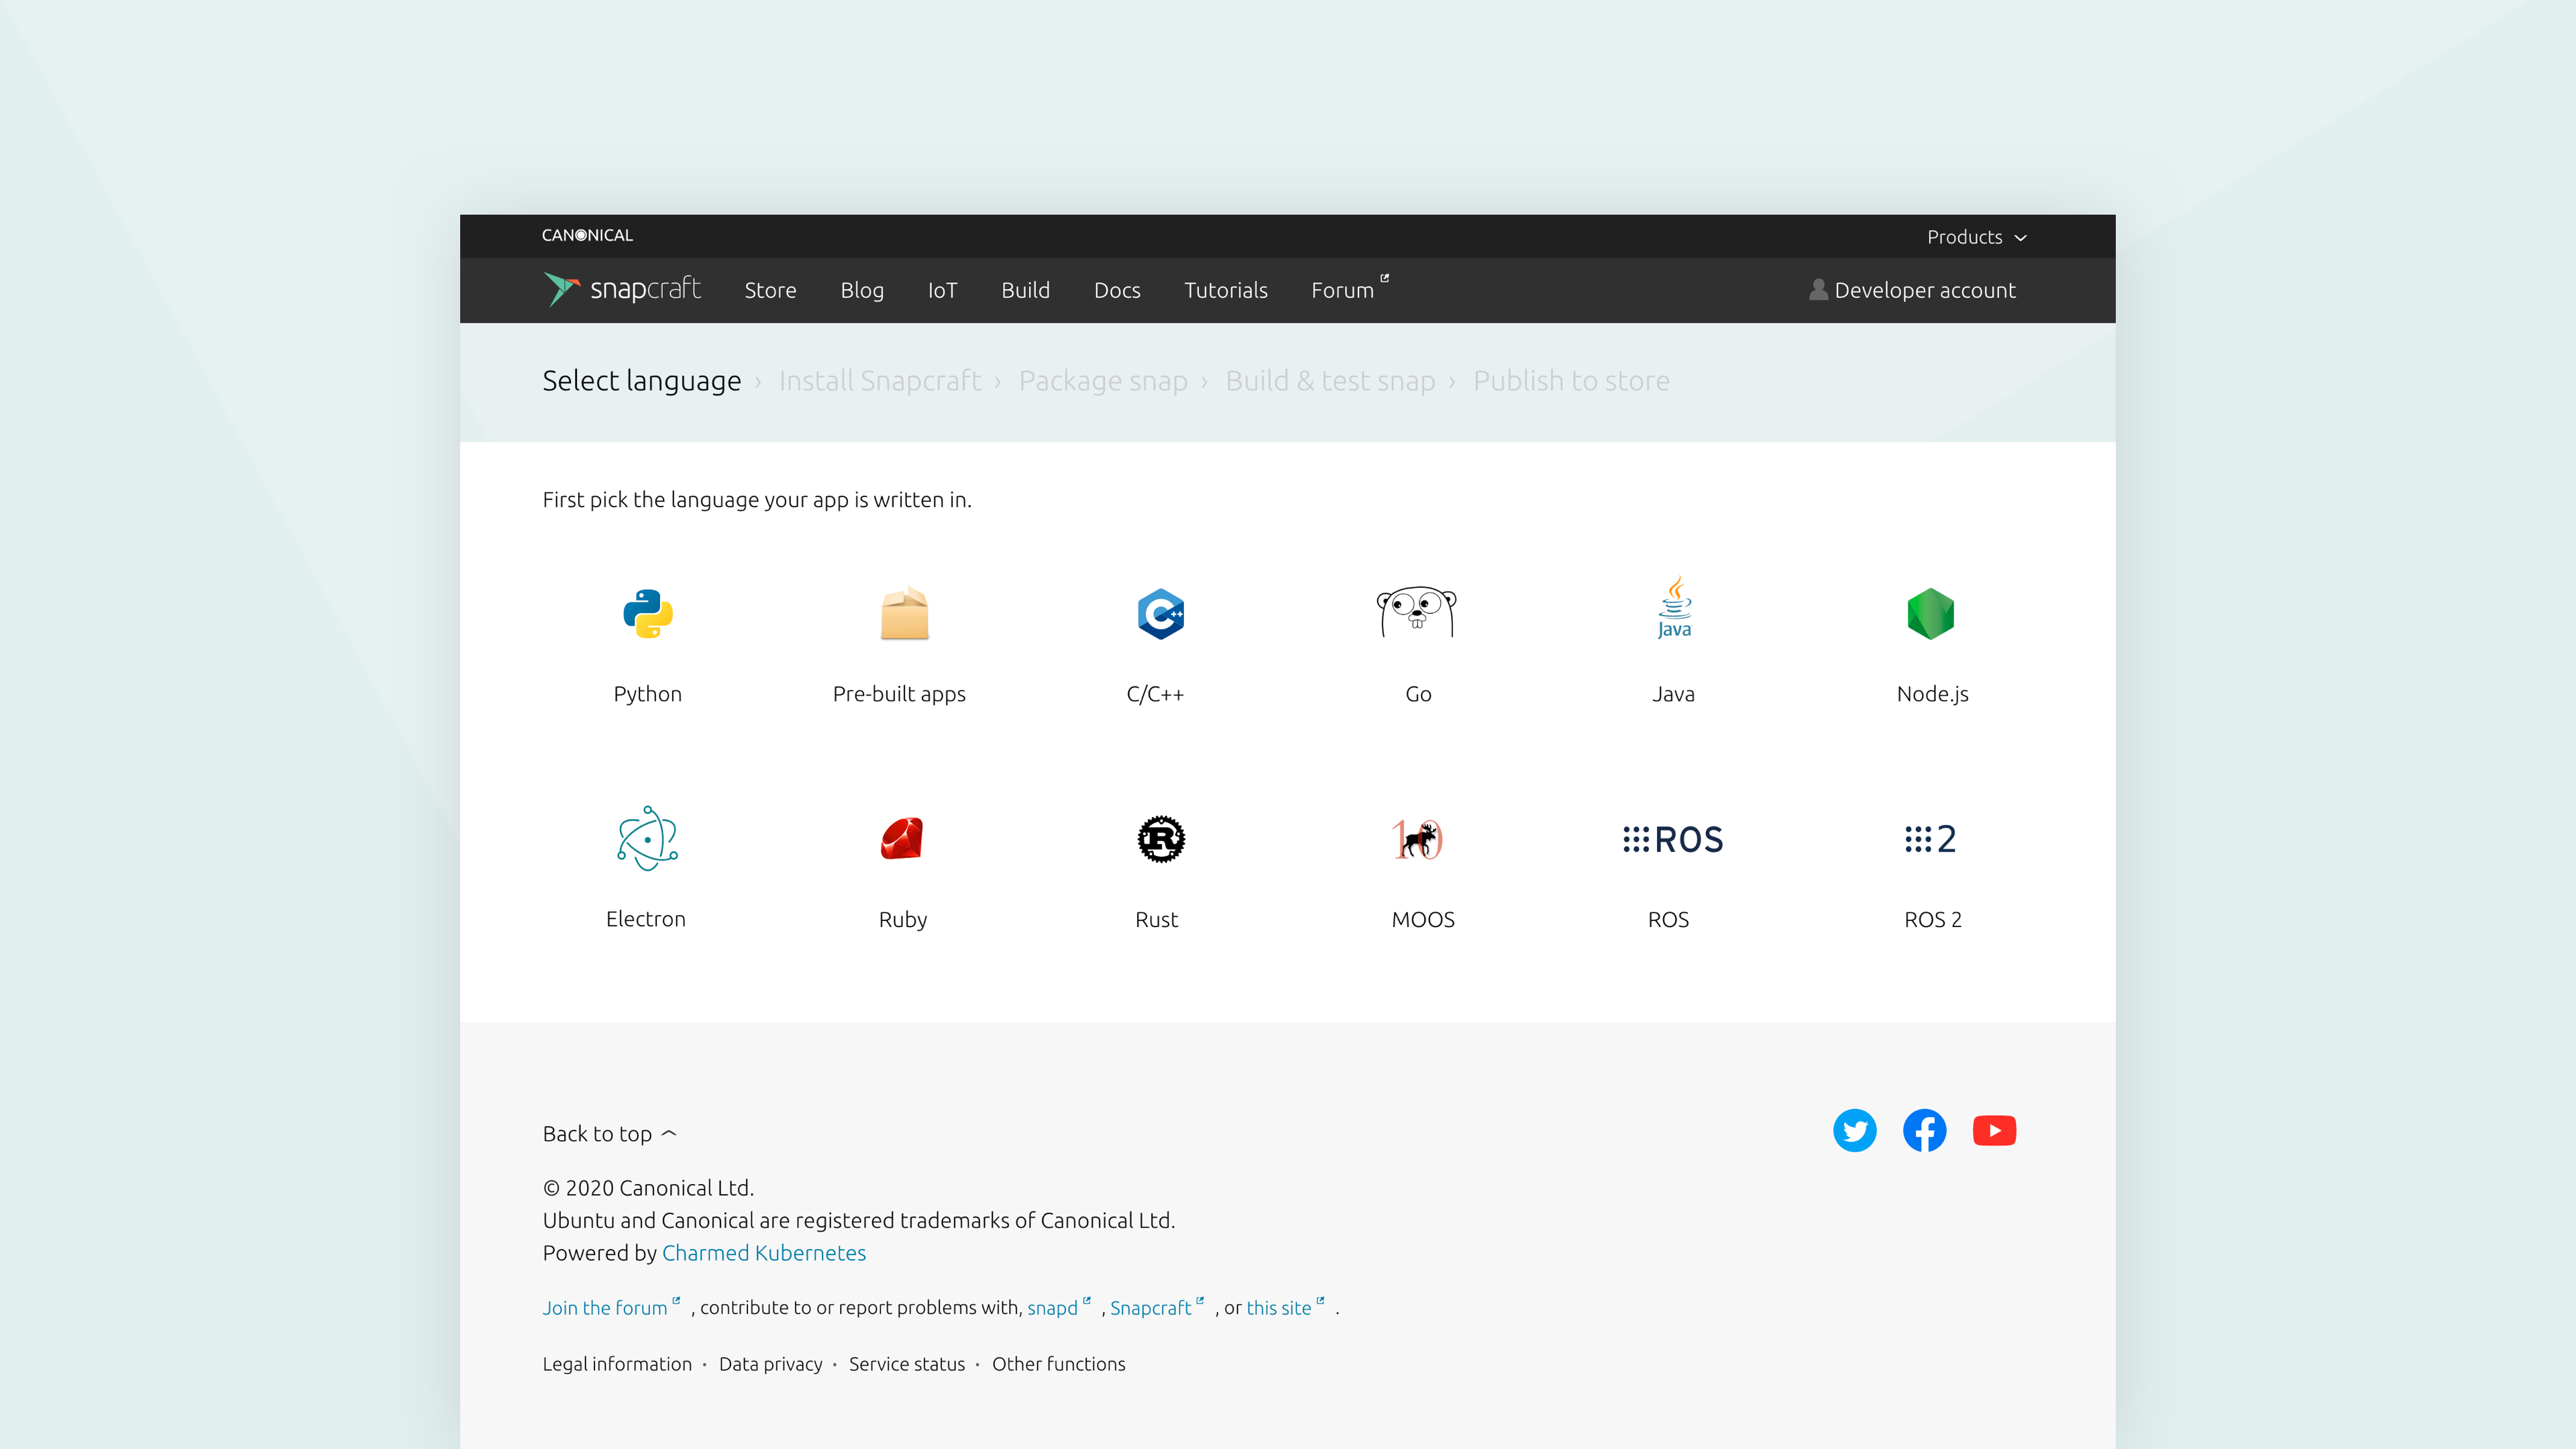 CANONICAL
Products
snapcraft Store Blog IoT Build Docs Tutorials Forum Developer account
Select language › Install Snapcraft › Package snap › Build & test snap › Publish to store
First pick the language your app is written in.
C++
Java
Python Pre-built apps C/C++ Go Java Node.js
R 10 ROS 2
Electron Ruby Rust MOOS ROS ROS 2
Back to top
© 2020 Canonical Ltd.
Ubuntu and Canonical are registered trademarks of Canonical Ltd.
Powered by Charmed Kubernetes
Join the forum , contribute to or report problems with, snapd , Snapcraft , or this site .
Legal information • Data privacy • Service status • Other functions